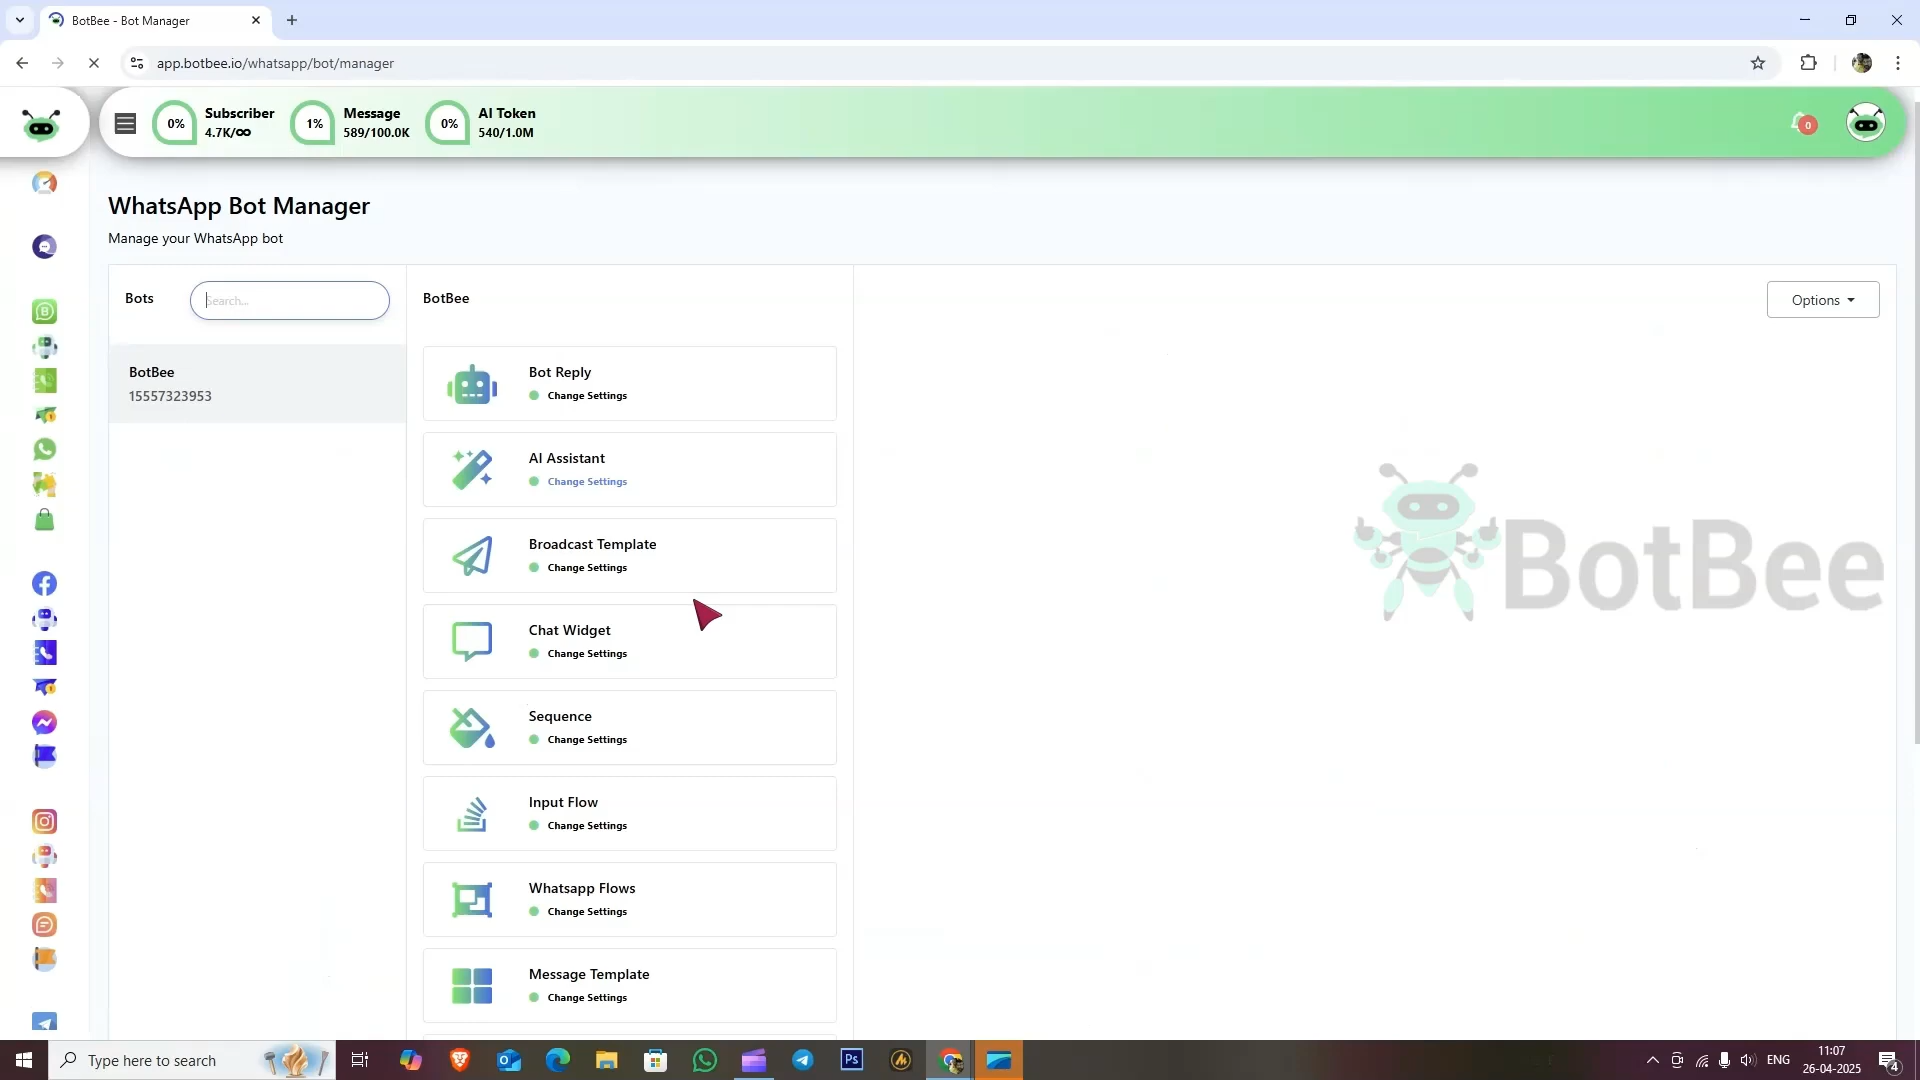 BotBee - Bot Manager
app.botbee.io/whatsapp/bot/manager
0%
Subscriber
4.7K/∞
1%
Message
589/100.0K
0%
AI Token
540/1.0M
0
WhatsApp Bot Manager
Manage your WhatsApp bot
Bots
Search...
BotBee
15557323953
BotBee
Bot Reply
Change Settings
AI Assistant
Change Settings
Broadcast Template
Change Settings
Chat Widget
Change Settings
Sequence
Change Settings
Input Flow
Change Settings
Whatsapp Flows
Change Settings
Message Template
Change Settings
Options
BotBee
Type here to search
Ps
ENG
11:07
26-04-2025
4